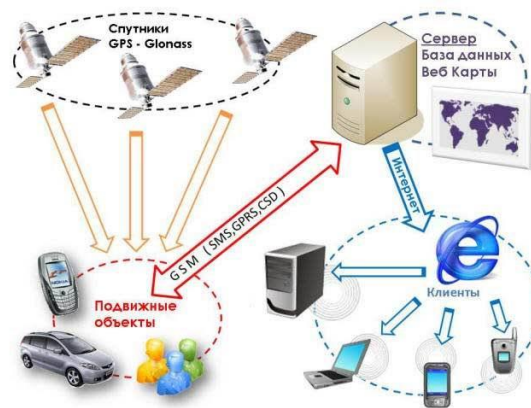 Спутники
GPS - Glonass
Сервер
База данных
Веб Карты
GSM (SMS,GPRS,CSD)
Интернет
Подвижные
объекты
Клиенты